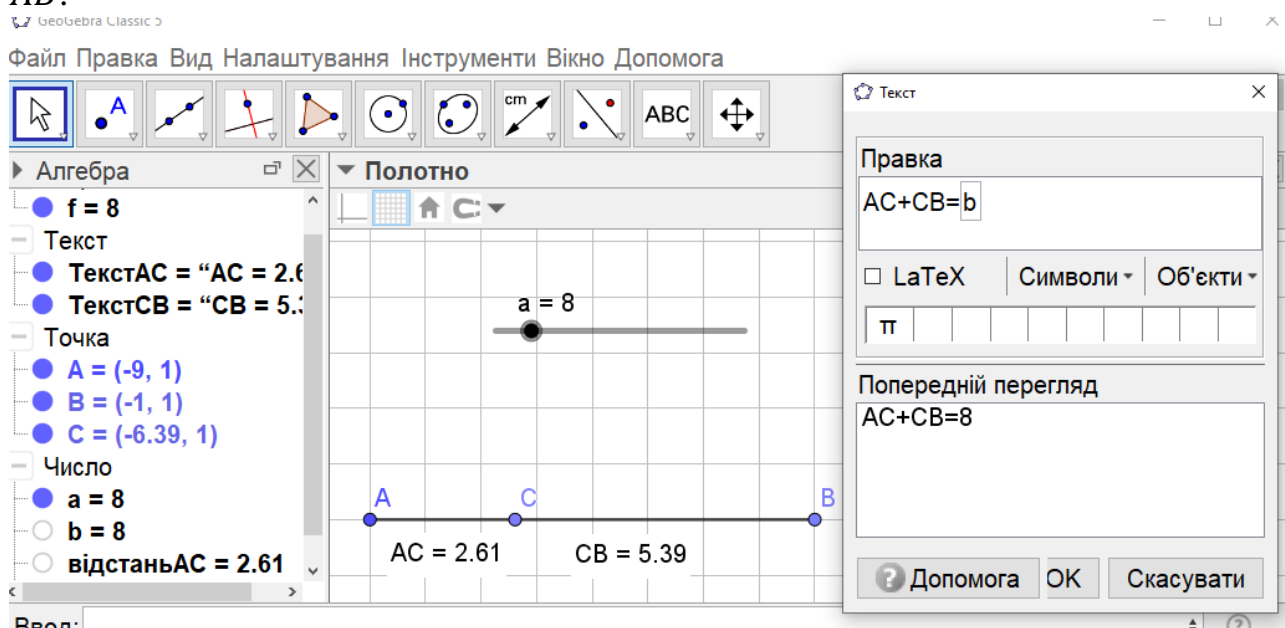 AB?
GeoGebra Classic 5
Файл Правка Вид Налаштування Інструменти Вікно Допомога
A
cm
ABC
Алгебра
f = 8
Текст
ТекстAC = “AC = 2.6
ТекстCB = “CB = 5.
Точка
A = (-9, 1)
B = (-1, 1)
C = (-6.39, 1)
Число
a = 8
b = 8
відстаньAC = 2.61
Полотно
a = 8
A
C
B
AC = 2.61
CB = 5.39
Ввод:
Текст
Правка
AC+CB=b
LaTeX
Символи
Об'єкти
π
Попередній перегляд
AC+CB=8
Допомога
OK
Скасувати